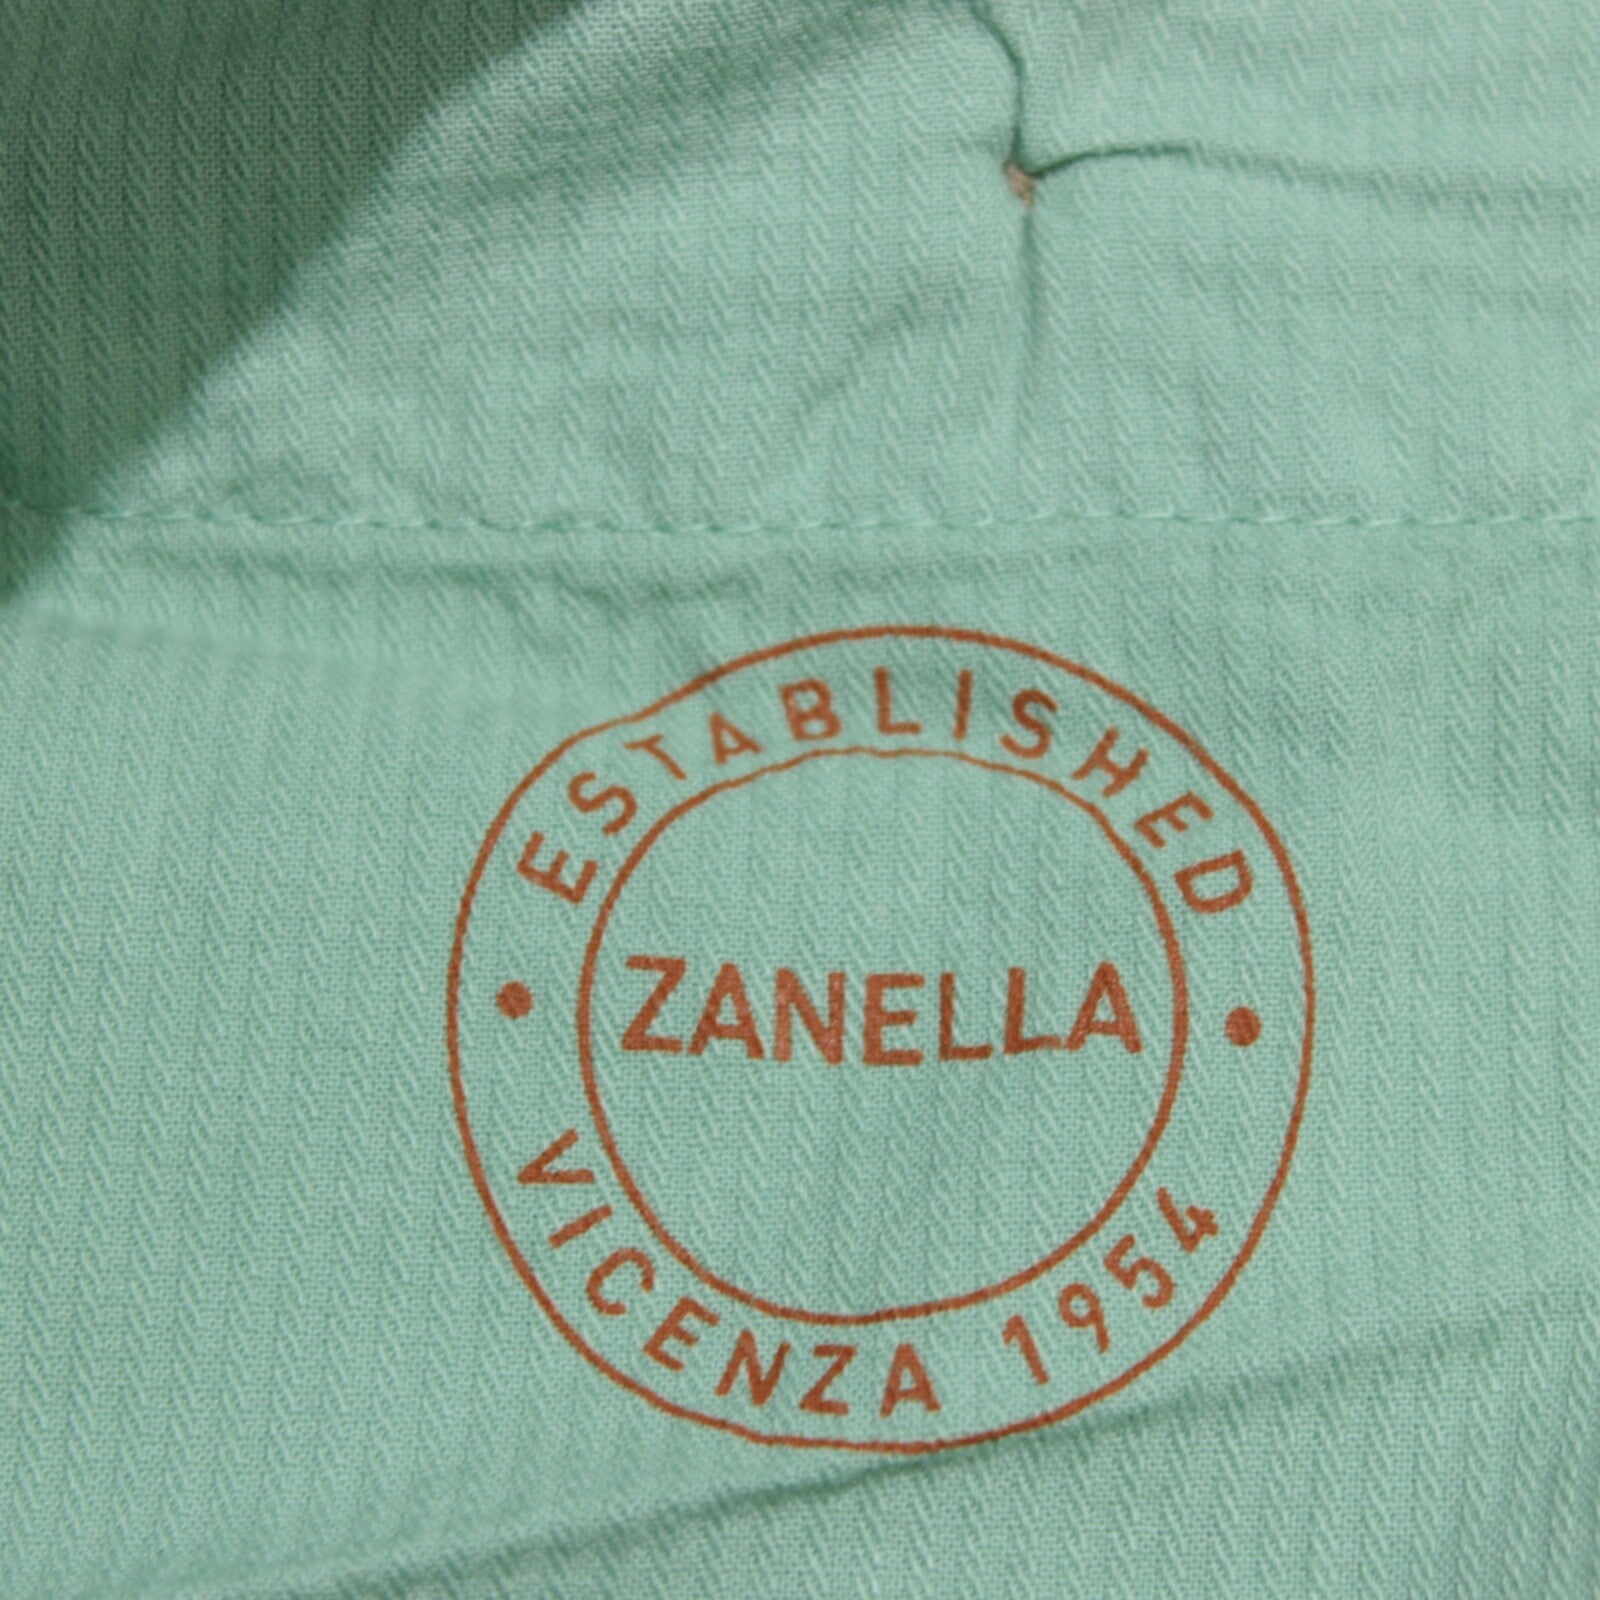 ESTABLISHED
ZANELLA
VICENZA 1954